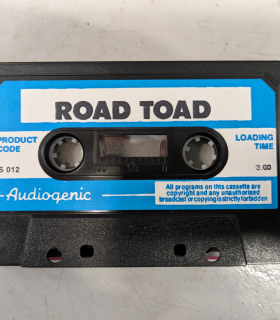 ROAD TOAD
PRODUCT
CODE
LOADING
TIME
S 012
3:00
Audiogenic
All programs on this cassette are
copyright and any unauthorised
broadcast or copying is strictly forbidden